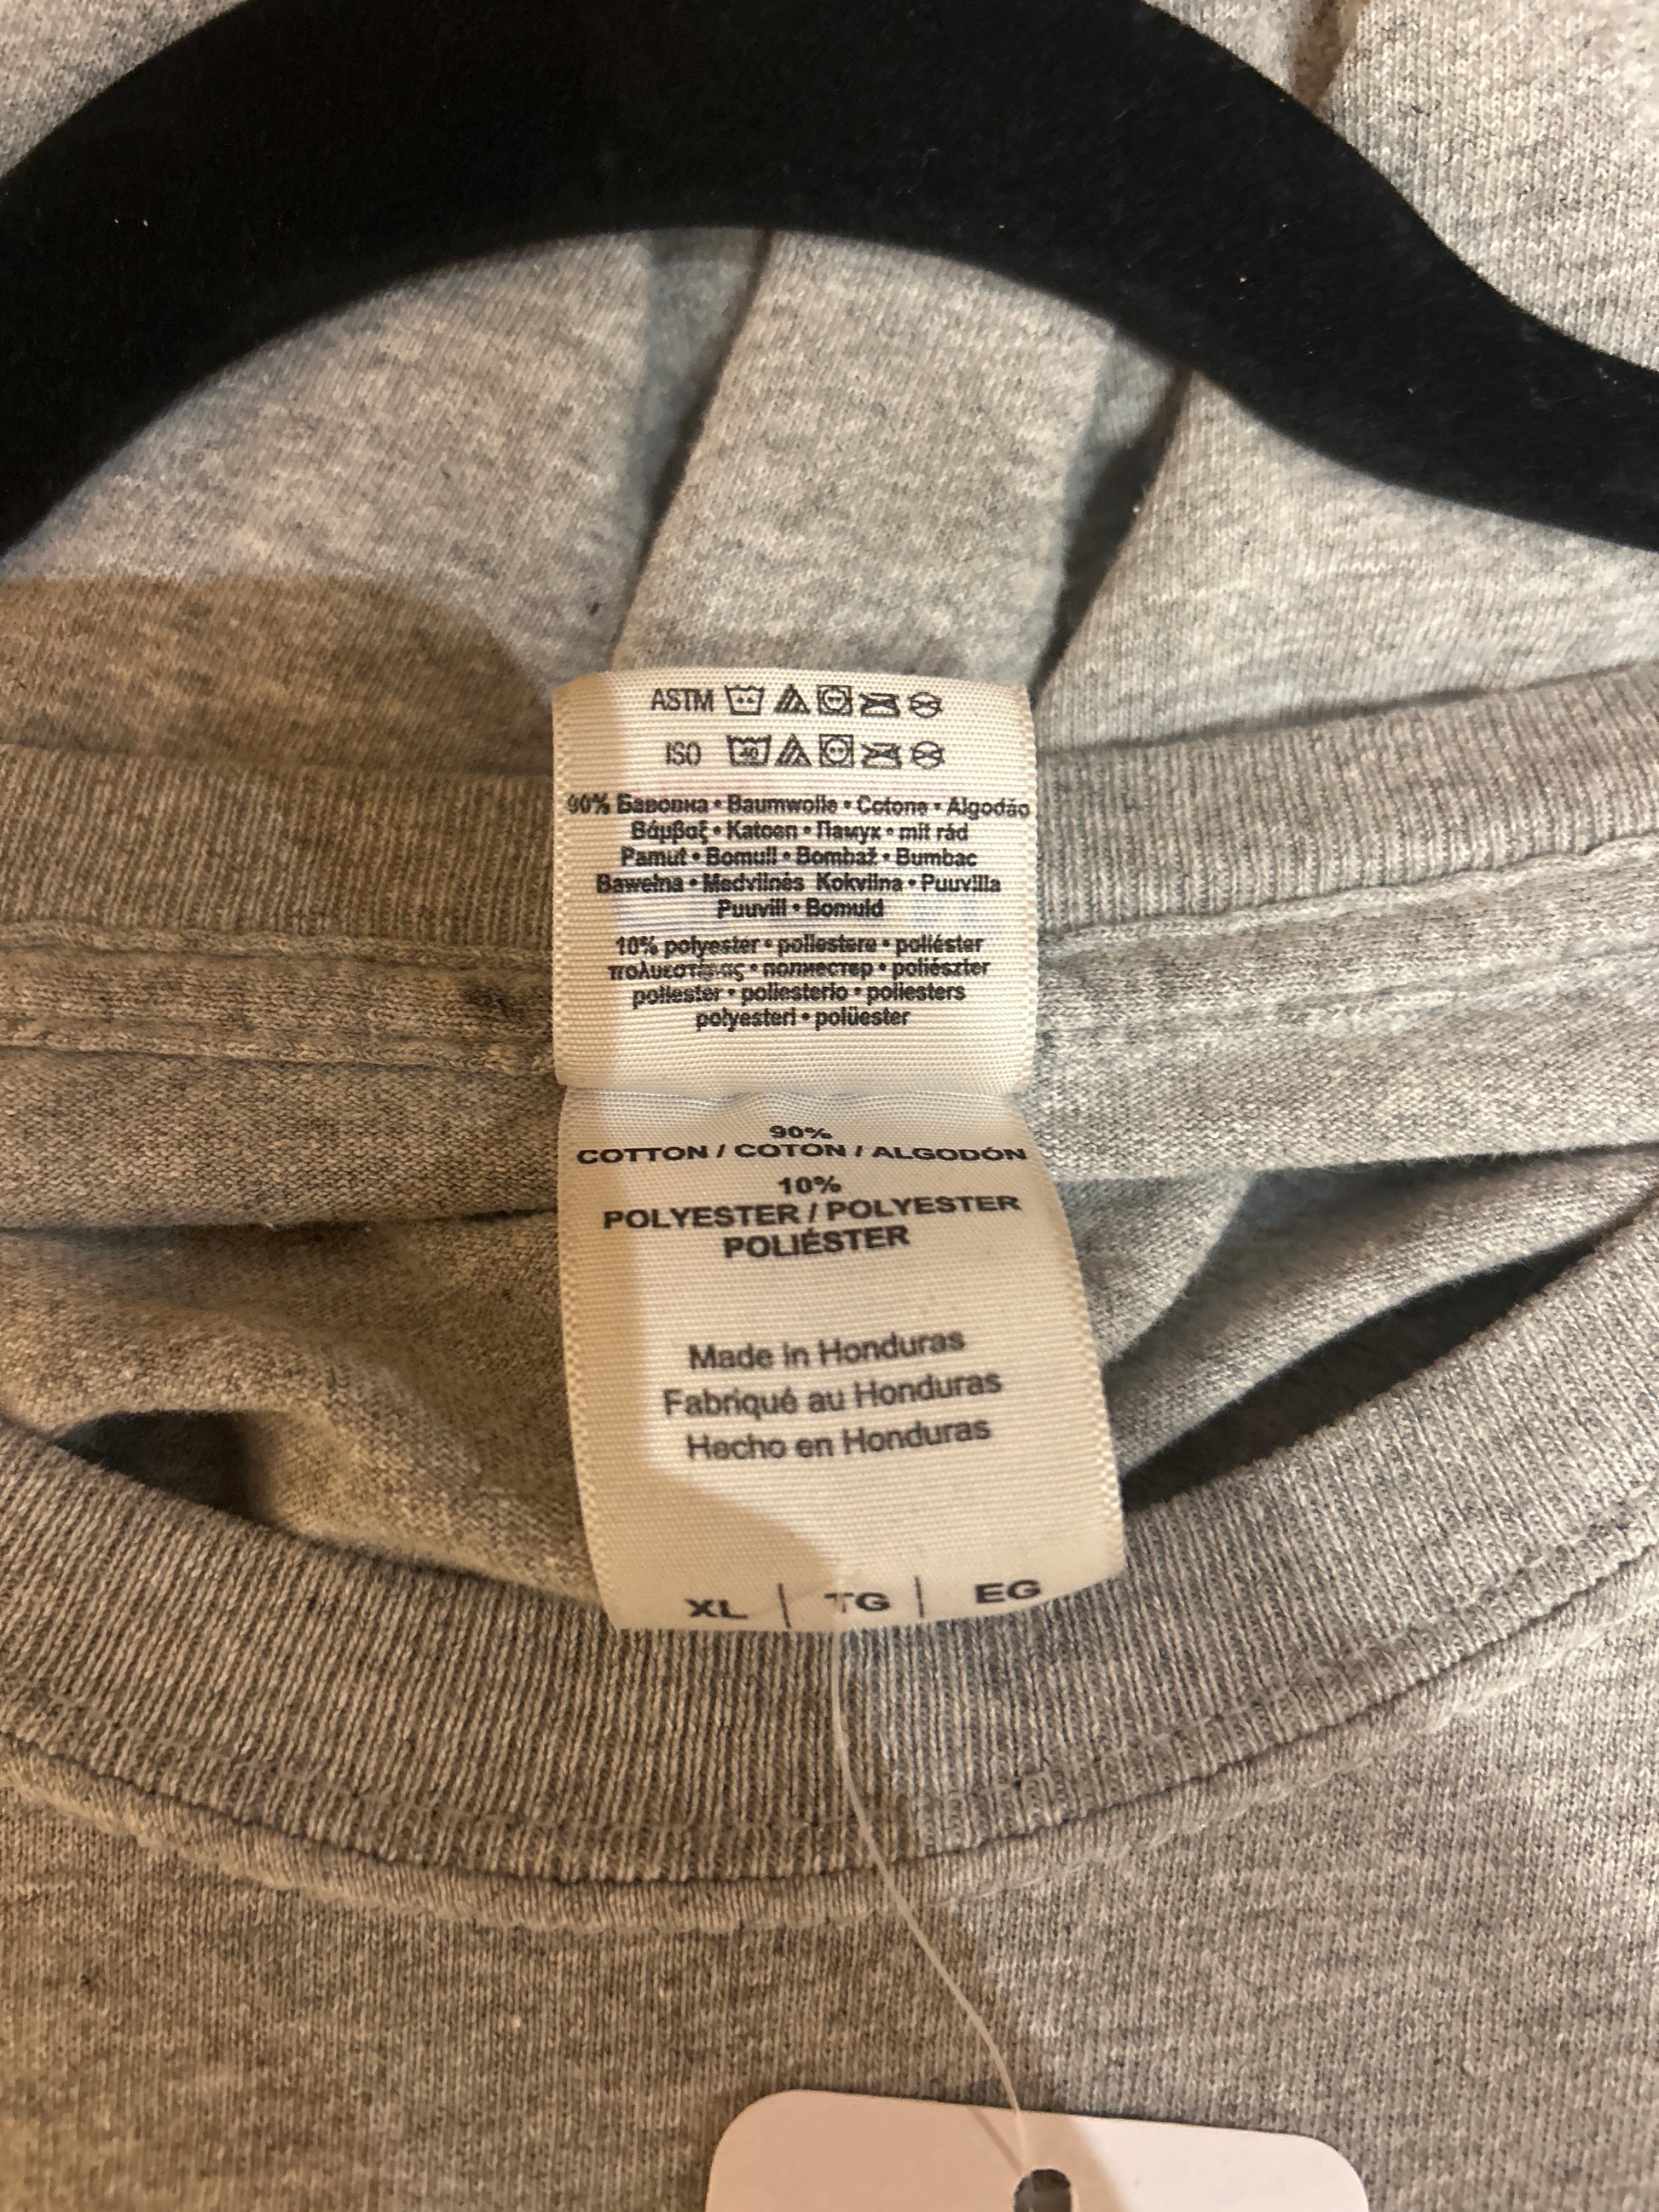 ASTM
ISO 40
90% Бавовна • Baumwolle • Cotone • Algodão
Βάμβαξ • Katoen • Памук • mit rád
Pamut • Bomull • Bombaž • Bumbac
Bawełna • Medvilnės Kokvilna • Puuvilla
Puuvill • Bomuld
10% polyester • poliestere • poliéster
πολυεστέρας • полиестер • poliészter
poliester • poliesterio • poliesters
polyesteri • polüester
90%
COTTON / COTON / ALGODÓN
10%
POLYESTER / POLYESTER
POLIÉSTER
Made in Honduras
Fabriqué au Honduras
Hecho en Honduras
XL | TG | EG